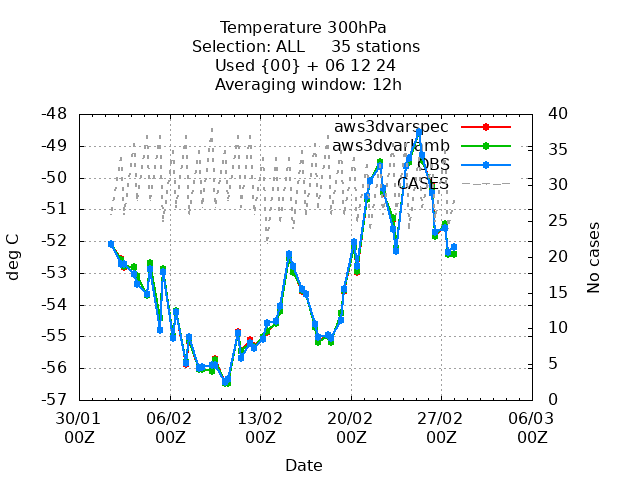 Temperature 300hPa
Selection: ALL     35 stations
Used {00} + 06 12 24
Averaging window: 12h
-48
-49
-50
-51
-52
-53
-54
-55
-56
-57
deg C
40
35
30
25
20
15
10
5
0
No cases
aws3dvarspec
aws3dvarlamb
OBS
CASES
30/01 06/02 13/02 20/02 27/02 06/03
00Z 00Z 00Z 00Z 00Z 00Z
Date